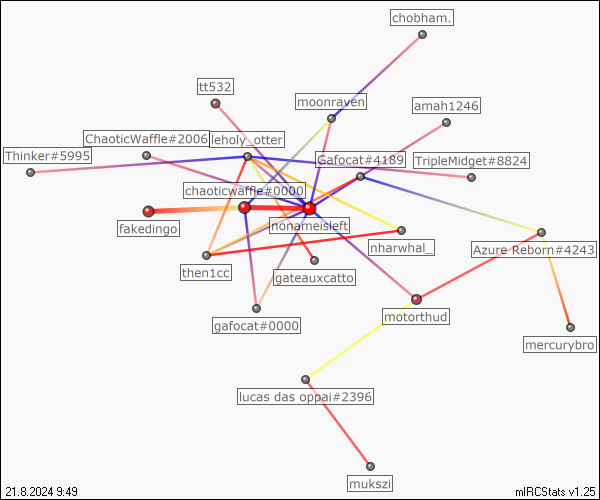 chobham.
tt532
moonraven
amah1246
ChaoticWaffle#2006
leholy_otter
Thinker#5995
Gafocat#4189
TripleMidget#8824
chaoticwaffle#0000
fakedingo
nonameisleft
nharwhal_
Azure Reborn#4243
then1cc
gateauxcatto
gafocat#0000
motorthud
mercurybro
lucas das oppai#2396
mukszi
21.8.2024 9:49
mIRCStats v1.25